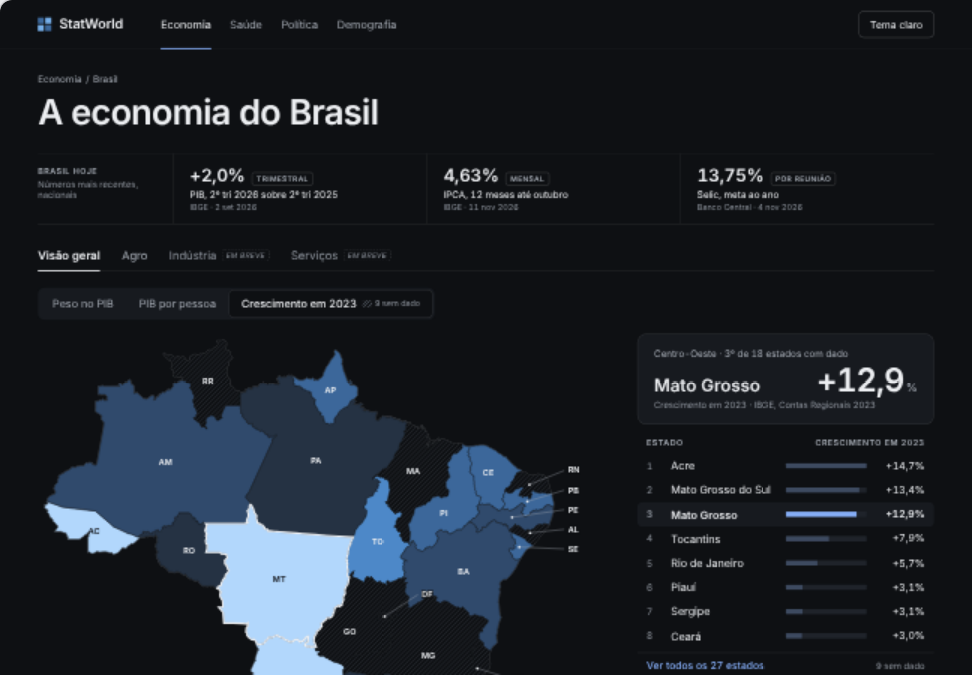 StatWorld
Economia Saúde Política Demografia
Tema claro
Economia / Brasil
A economia do Brasil
BRASIL HOJE
Números mais recentes,
nacionais
+2,0% TRIMESTRAL
PIB, 2º tri 2026 sobre 2º tri 2025
IBGE · 2 set 2026
4,63% MENSAL
IPCA, 12 meses até outubro
IBGE · 11 nov 2026
13,75% POR REUNIÃO
Selic, meta ao ano
Banco Central · 4 nov 2026
Visão geral Agro Indústria EM BREVE Serviços EM BREVE
Peso no PIB PIB por pessoa Crescimento em 2023 9 sem dado
RR
AP
AM
PA
MA
CE
RN
PB
PI
PE
AL
SE
AC
RO
TO
MT
BA
DF
GO
MG
Centro-Oeste · 3º de 18 estados com dado
Mato Grosso +12,9%
Crescimento em 2023 · IBGE, Contas Regionais 2023
ESTADO CRESCIMENTO EM 2023
1 Acre +14,7%
2 Mato Grosso do Sul +13,4%
3 Mato Grosso +12,9%
4 Tocantins +7,9%
5 Rio de Janeiro +5,7%
6 Piauí +3,1%
7 Sergipe +3,1%
8 Ceará +3,0%
Ver todos os 27 estados 9 sem dado